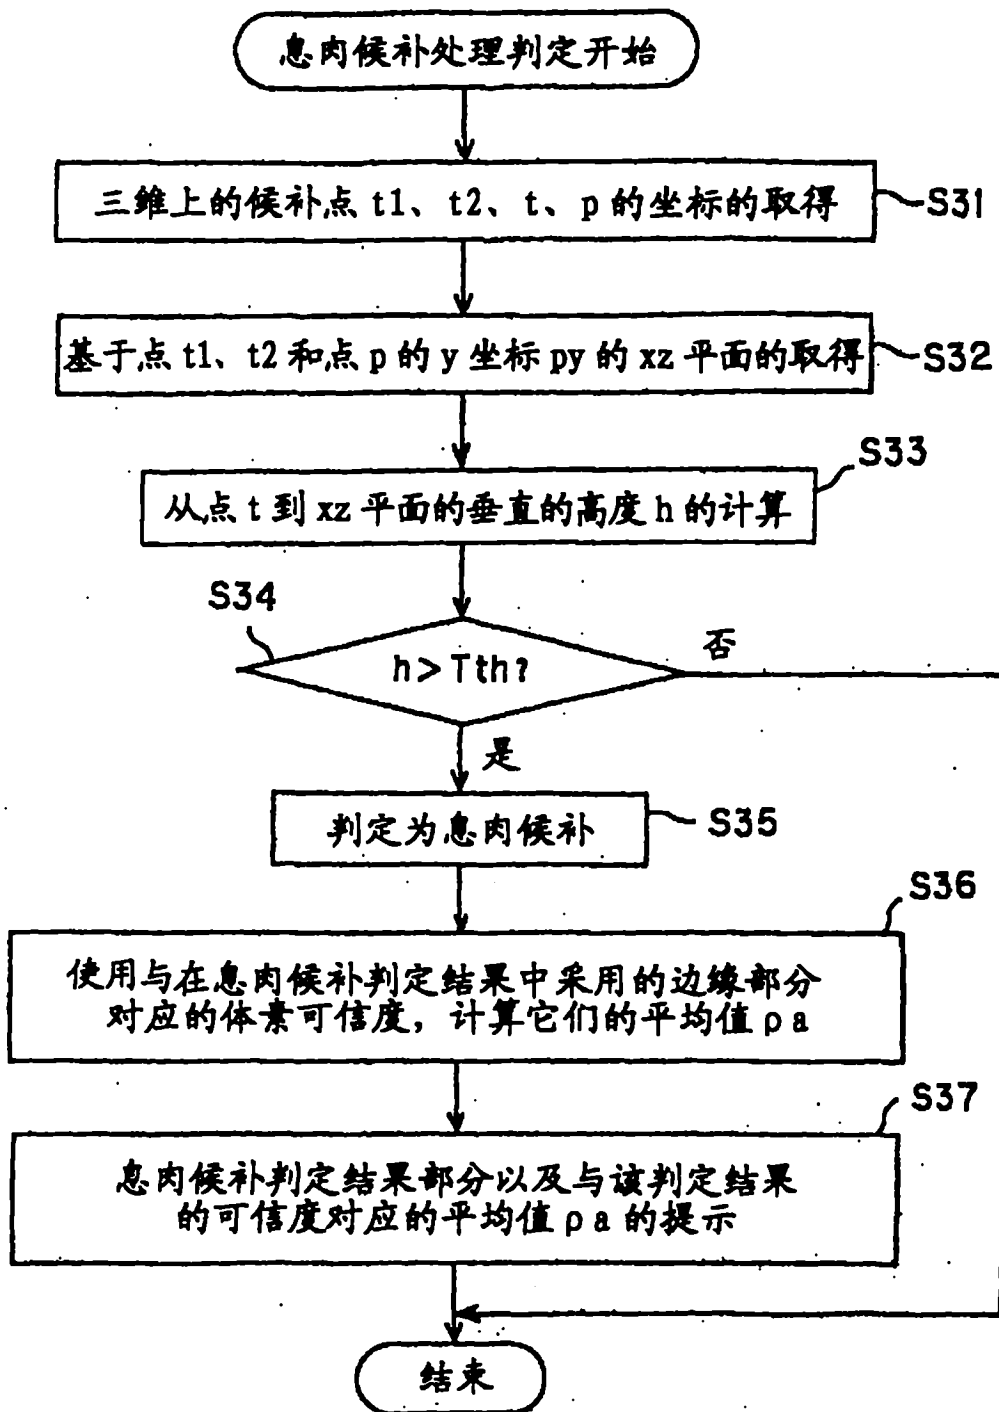 息肉候补处理判定开始
三维上的候补点 t1、t2、t、p 的坐标的取得
S31
基于点 t1、t2 和点 p 的 y 坐标 py 的 xz 平面的取得
S32
S33
从点 t 到 xz 平面的垂直的高度 h 的计算
S34
h>Tth?
否
是
判定为息肉候补
S35
S36
使用与在息肉候补判定结果中采用的边缘部分
对应的体素可信度，计算它们的平均值 ρa
S37
息肉候补判定结果部分以及与该判定结果
的可信度对应的平均值 ρa 的提示
结束